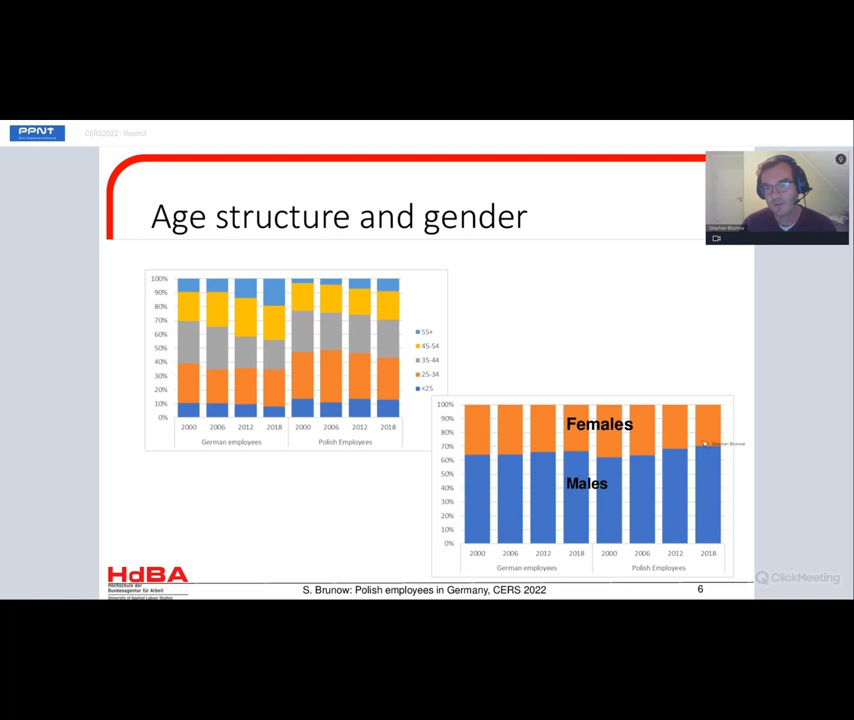 PPNT
CERS2022 - Room3
Stephan Brunow
Age structure and gender
100%
90%
80%
70%
60%
50%
40%
30%
20%
10%
0%
55+
45-54
35-44
25-34
<25
2000 2006 2012 2018 2000 2006 2012 2018
German employees Polish Employees
100%
90%
80%
70%
60%
50%
40%
30%
20%
10%
0%
Females
Stephan Brunow
Males
2000 2006 2012 2018 2000 2006 2012 2018
German employees Polish Employees
HdBA
Hochschule der
Bundesagentur für Arbeit
University of Applied Labour Studies
S. Brunow: Polish employees in Germany, CERS 2022
6
ClickMeeting